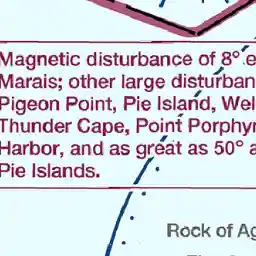 Magnetic disturbance of 8° e
Marais; other large disturban
Pigeon Point, Pie Island, Wel
Thunder Cape, Point Porphyr
Harbor, and as great as 50° a
Pie Islands.
Rock of Ag